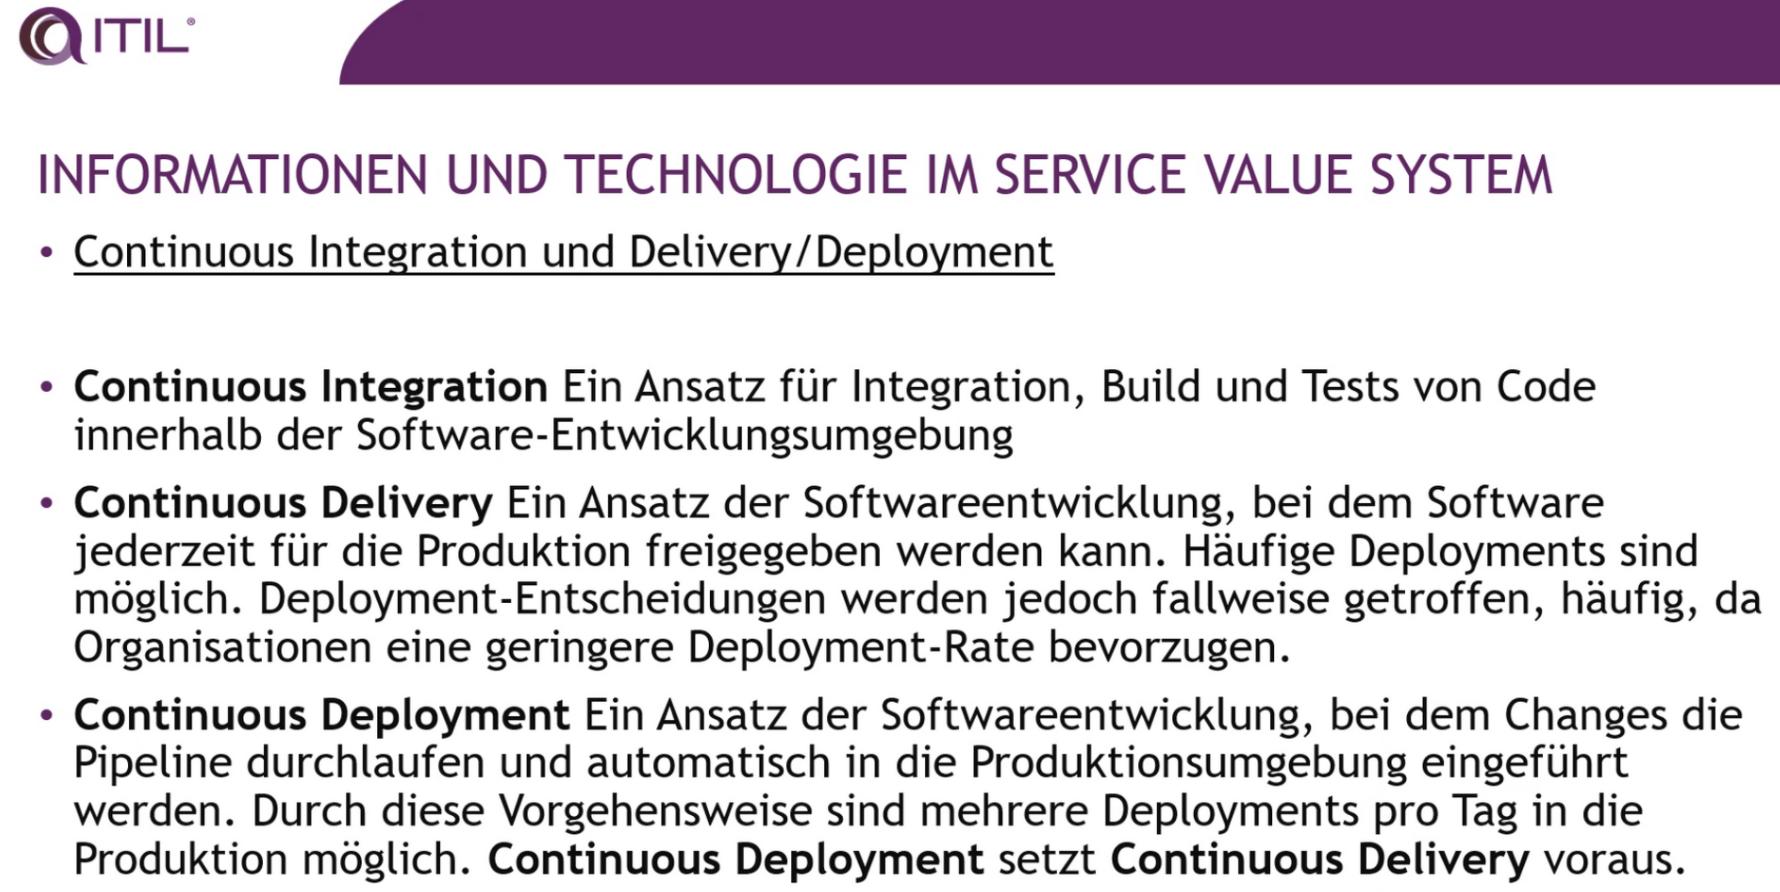 ITIL®
INFORMATIONEN UND TECHNOLOGIE IM SERVICE VALUE SYSTEM
• Continuous Integration und Delivery/Deployment
• Continuous Integration Ein Ansatz für Integration, Build und Tests von Code
innerhalb der Software-Entwicklungsumgebung
• Continuous Delivery Ein Ansatz der Softwareentwicklung, bei dem Software
jederzeit für die Produktion freigegeben werden kann. Häufige Deployments sind
möglich. Deployment-Entscheidungen werden jedoch fallweise getroffen, häufig, da
Organisationen eine geringere Deployment-Rate bevorzugen.
• Continuous Deployment Ein Ansatz der Softwareentwicklung, bei dem Changes die
Pipeline durchlaufen und automatisch in die Produktionsumgebung eingeführt
werden. Durch diese Vorgehensweise sind mehrere Deployments pro Tag in die
Produktion möglich. Continuous Deployment setzt Continuous Delivery voraus.